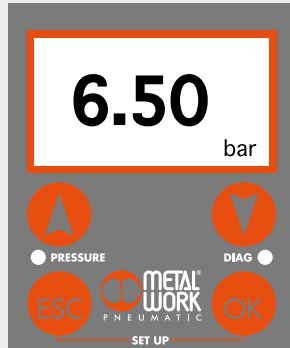 6.50
bar
PRESSURE
DIAG
ESC
METAL®
WORK
PNEUMATIC
OK
SET UP